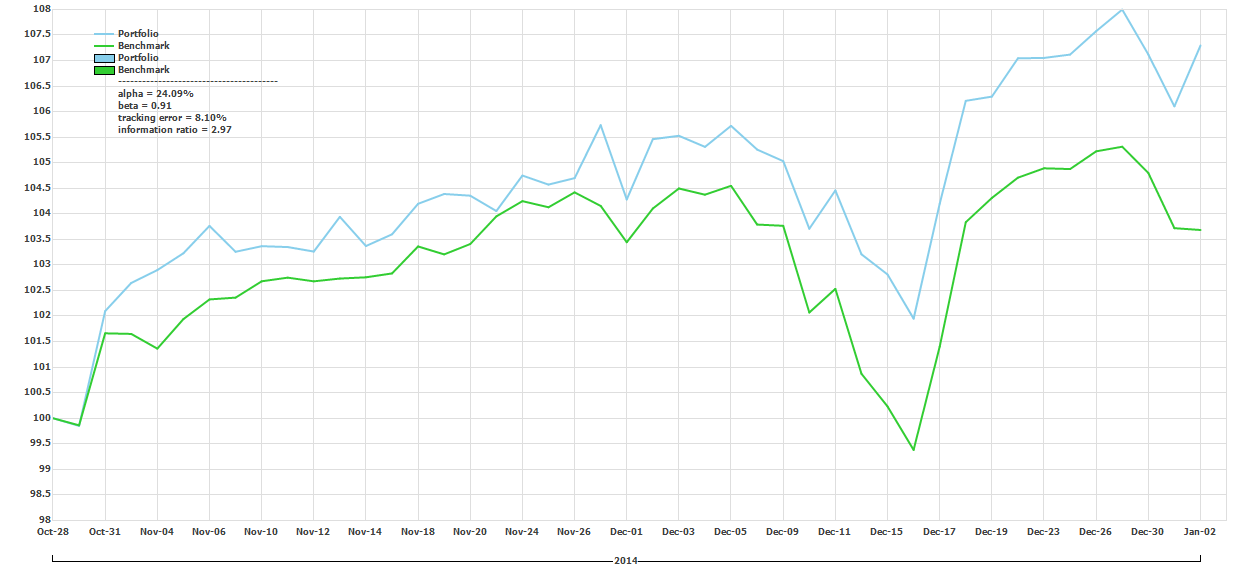 108
107.5
107
106.5
106
105.5
105
104.5
104
103.5
103
102.5
102
101.5
101
100.5
100
99.5
99
98.5
98
Portfolio
Benchmark
Portfolio
Benchmark
----------------------------------------
alpha = 24.09%
beta = 0.91
tracking error = 8.10%
information ratio = 2.97
Oct-28 Oct-31 Nov-04 Nov-06 Nov-10 Nov-12 Nov-14 Nov-18 Nov-20 Nov-24 Nov-26 Dec-01 Dec-03 Dec-05 Dec-09 Dec-11 Dec-15 Dec-17 Dec-19 Dec-23 Dec-26 Dec-30 Jan-02
2014